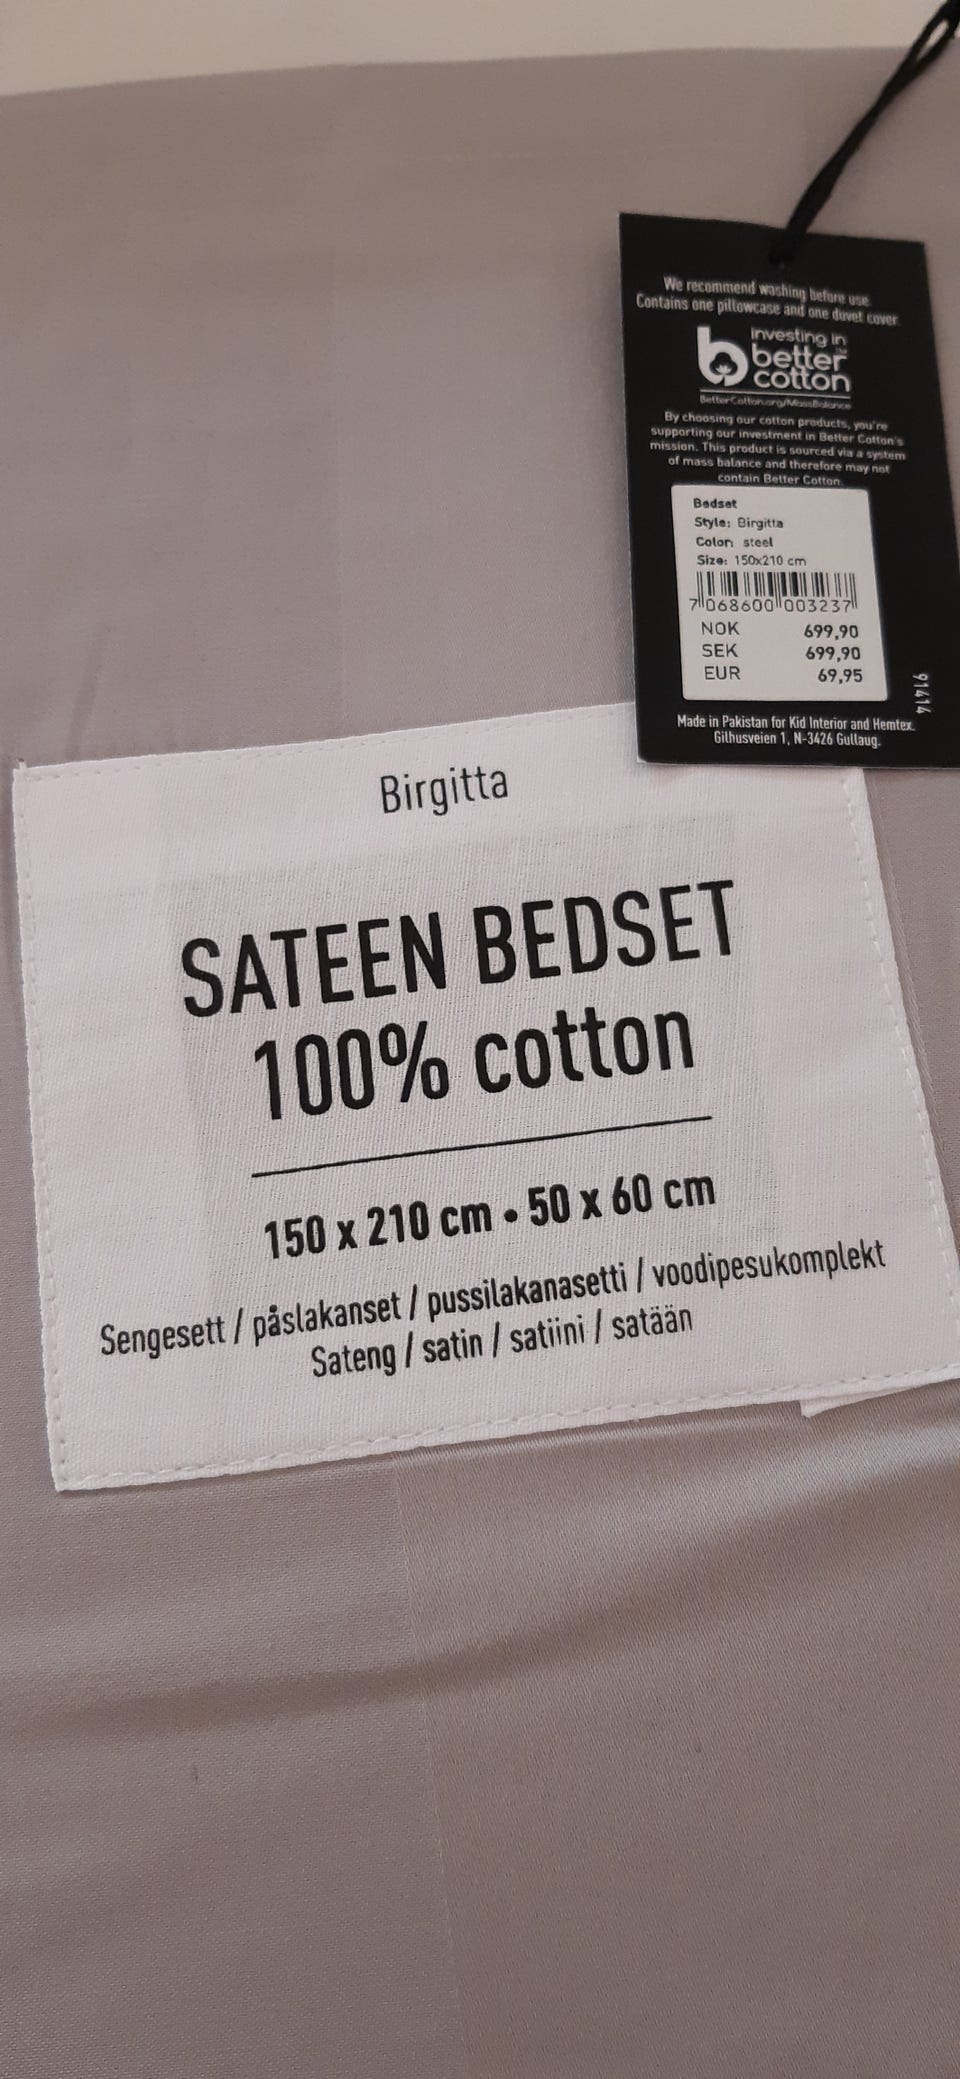 We recommend washing before use.
Contains one pillowcase and one duvet cover.
investing in
better
cotton
BetterCotton.org/MassBalance
By choosing our cotton products, you're
supporting our investment in Better Cotton's
mission. This product is sourced via a system
of mass balance and therefore may not
contain Better Cotton.
Bedset
Style: Birgitta
Color: steel
Size: 150x210 cm
7 068600 003237
NOK 699,90
SEK 699,90
EUR 69,95
91414
Made in Pakistan for Kid Interior and Hemtex.
Gilhusveien 1, N-3426 Gullaug.
Birgitta
SATEEN BEDSET
100% cotton
150 x 210 cm • 50 x 60 cm
Sengesett / påslakanset / pussilakanasetti / voodipesukomplekt
Sateng / satin / satiini / satään